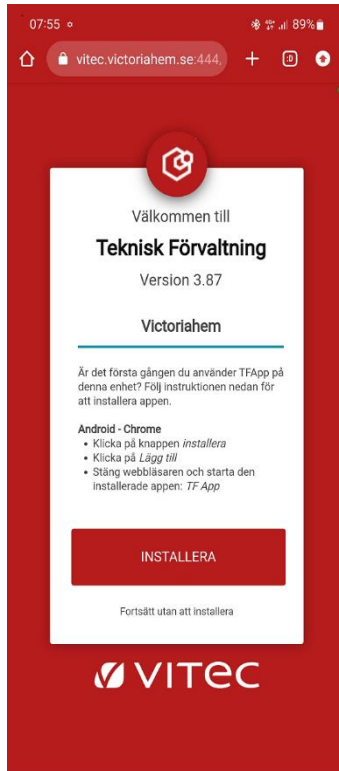 07:55
89%
vitec.victoriahem.se:444,
:D
Välkommen till
Teknisk Förvaltning
Version 3.87
Victoriahem
Är det första gången du använder TFApp på
denna enhet? Följ instruktionen nedan för
att installera appen.
Android - Chrome
• Klicka på knappen installera
• Klicka på Lägg till
• Stäng webbläsaren och starta den
installerade appen: TF App
INSTALLERA
Fortsätt utan att installera
vitec